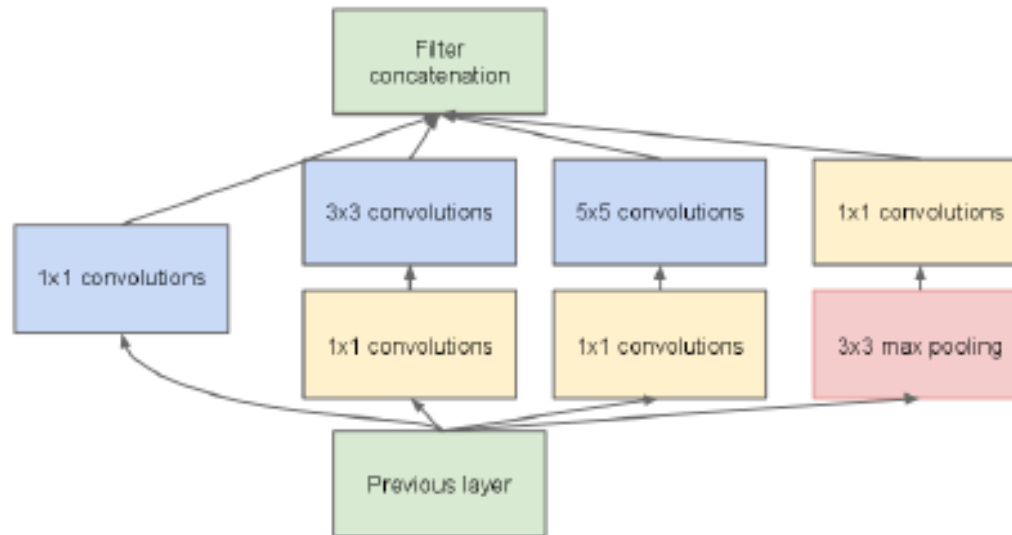 Filter
concatenation
3x3 convolutions
5x5 convolutions
1x1 convolutions
1x1 convolutions
1x1 convolutions
1x1 convolutions
3x3 max pooling
Previous layer